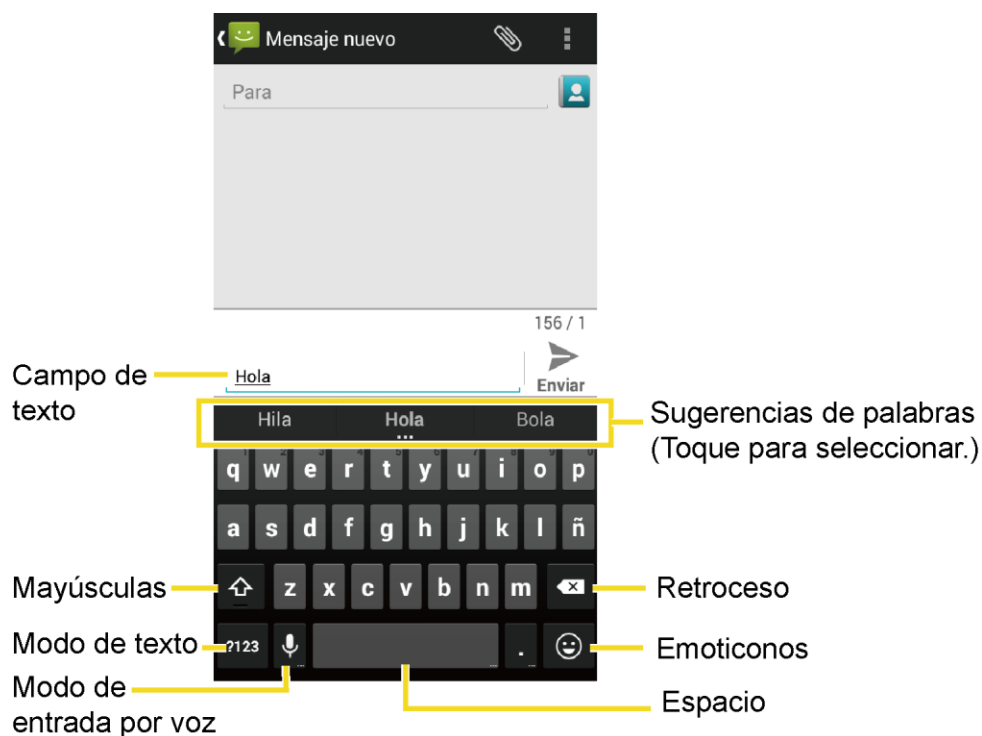 Mensaje nuevo
Para
156 / 1
Campo de
texto
Hola
Enviar
Hila Hola Bola
Sugerencias de palabras
(Toque para seleccionar.)
q w e r t y u i o p
a s d f g h j k l ñ
Mayúsculas
z x c v b n m
Retroceso
Modo de texto
?123
.
Emoticonos
Modo de
entrada por voz
Espacio